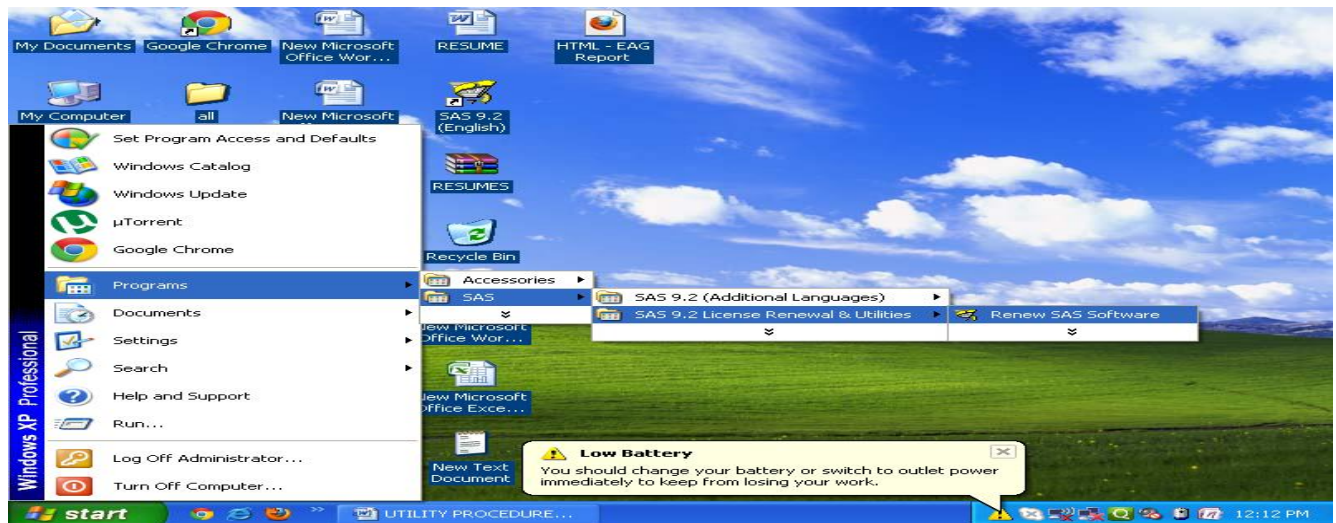 My Documents
Google Chrome
New Microsoft
Office Wor...
RESUME
HTML - EAG
Report
My Computer
all
New Microsoft
SAS 9.2
(English)
RESUMES
Recycle Bin
Set Program Access and Defaults
Windows Catalog
Windows Update
µTorrent
Google Chrome
Programs
Documents
Settings
Search
Help and Support
Run...
Log Off Administrator...
Turn Off Computer...
Windows XP Professional
Accessories
SAS
SAS 9.2 (Additional Languages)
SAS 9.2 License Renewal & Utilities
Renew SAS Software
New Microsoft
Office Wor...
New Microsoft
Office Exce...
New Text
Document
Low Battery
You should change your battery or switch to outlet power
immediately to keep from losing your work.
start
UTILITY PROCEDURE...
12:12 PM